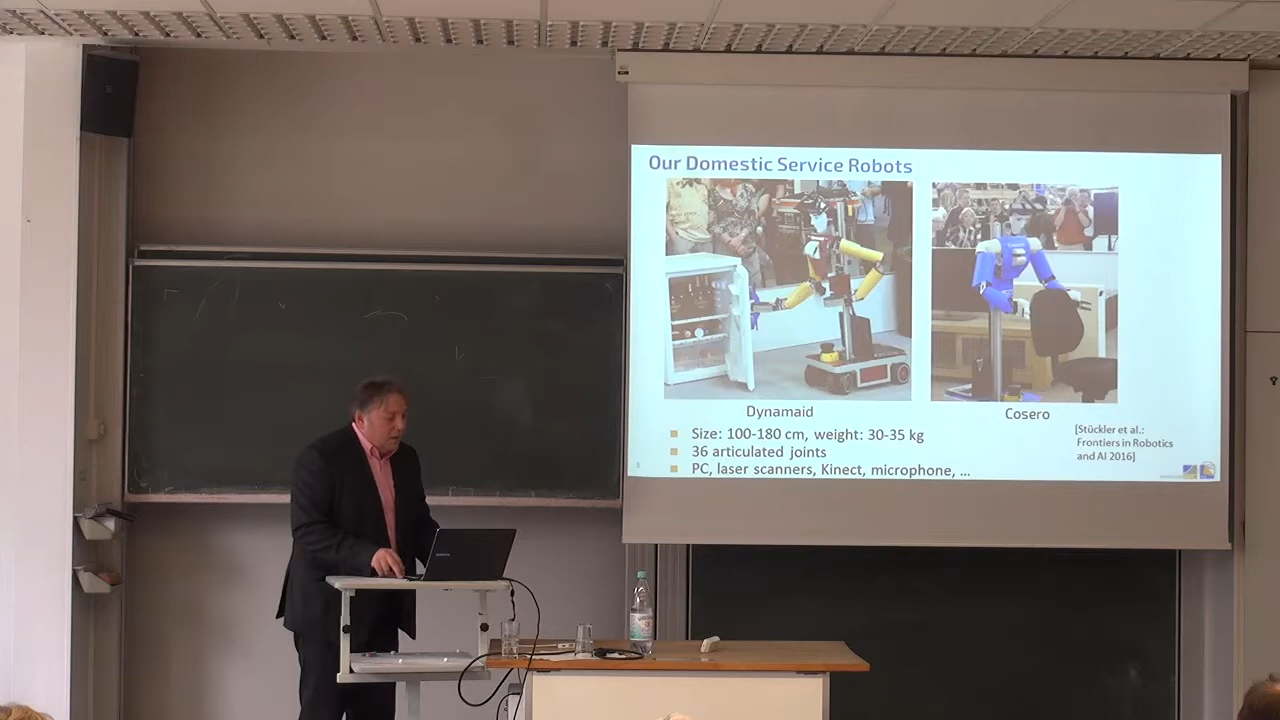 Our Domestic Service Robots
Dynamaid
Cosero
Size: 100-180 cm, weight: 30-35 kg
36 articulated joints
PC, laser scanners, Kinect, microphone, ...
[Stückler et al.:
Frontiers in Robotics
and AI 2016]
5